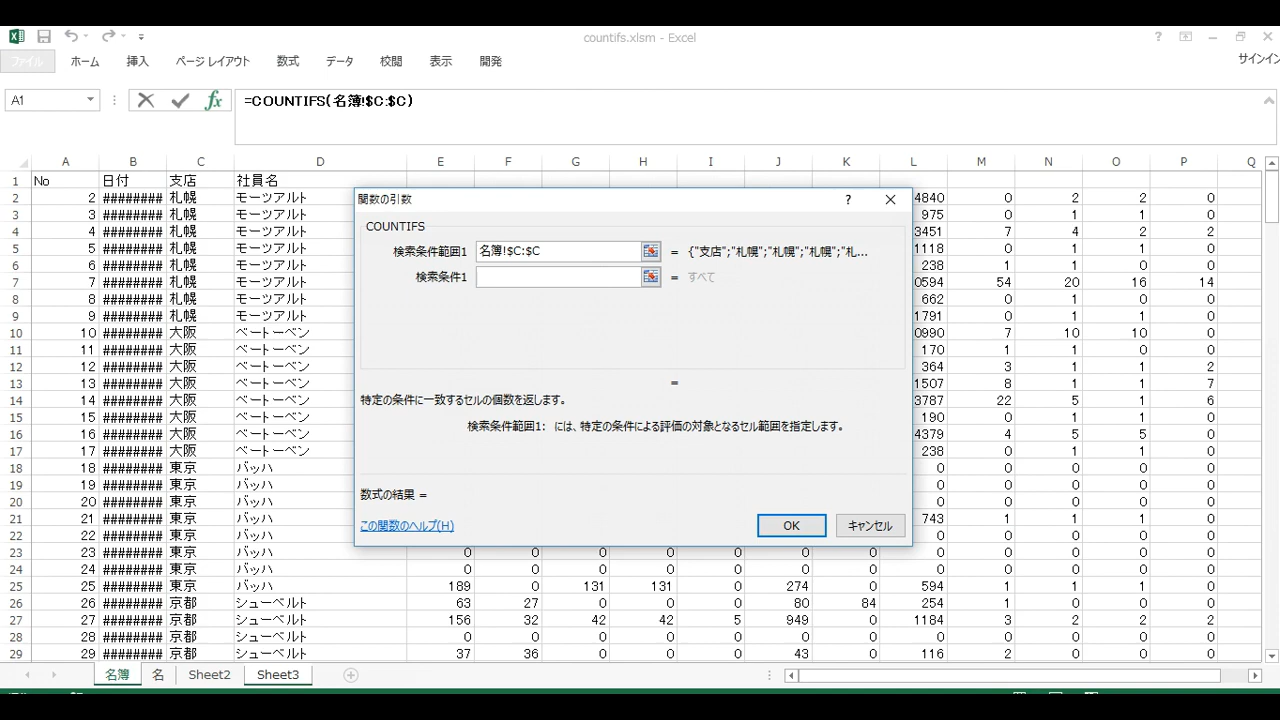 countifs.xlsm - Excel
サインイン
ファイル ホーム 挿入 ページ レイアウト 数式 データ 校閲 表示 開発
A1 fx =COUNTIFS(名簿!$C:$C)
A B C D E F G H I J K L M N O P Q
1 No 日付 支店 社員名
2 2 ######## 札幌 モーツアルト 4840 0 2 2 0
3 3 ######## 札幌 モーツアルト 975 0 1 1 0
4 4 ######## 札幌 モーツアルト 3451 7 4 2 2
5 5 ######## 札幌 モーツアルト 1118 0 1 1 0
6 6 ######## 札幌 モーツアルト 238 0 1 0 0
7 7 ######## 札幌 モーツアルト 0594 54 20 16 14
8 8 ######## 札幌 モーツアルト 662 0 1 0 0
9 9 ######## 札幌 モーツアルト 1791 0 1 1 0
10 10 ######## 大阪 ベートーベン 0990 7 10 10 0
11 11 ######## 大阪 ベートーベン 170 1 1 0 0
12 12 ######## 大阪 ベートーベン 364 3 1 1 2
13 13 ######## 大阪 ベートーベン 1507 8 1 1 7
14 14 ######## 大阪 ベートーベン 3787 22 5 1 6
15 15 ######## 大阪 ベートーベン 190 0 1 1 0
16 16 ######## 大阪 ベートーベン 4379 4 5 5 0
17 17 ######## 大阪 ベートーベン 238 0 1 1 0
18 18 ######## 東京 バッハ 0 0 0 0 0
19 19 ######## 東京 バッハ 0 0 0 0 0
20 20 ######## 東京 バッハ 0 0 0 0 0
21 21 ######## 東京 バッハ 743 1 1 1 0
22 22 ######## 東京 バッハ 0 0 0 0 0
23 23 ######## 東京 バッハ 0 0 0 0 0 0 0 0 0 0 0 0
24 24 ######## 東京 バッハ 0 0 0 0 0 0 0 0 0 0 0 0
25 25 ######## 東京 バッハ 189 0 131 131 0 274 0 594 1 1 1 0
26 26 ######## 京都 シューベルト 63 27 0 0 0 80 84 254 1 0 0 0
27 27 ######## 京都 シューベルト 156 32 42 42 5 949 0 1184 3 2 2 2
28 28 ######## 京都 シューベルト 0 0 0 0 0 0 0 0 0 0 0 0
29 29 ######## 京都 シューベルト 37 36 0 0 0 43 0 116 2 0 0 0
関数の引数 ?
COUNTIFS
検索条件範囲1 名簿!$C:$C = {"支店";"札幌";"札幌";"札幌";"札...
検索条件1 = すべて
=
特定の条件に一致するセルの個数を返します。
検索条件範囲1: には、特定の条件による評価の対象となるセル範囲を指定します。
数式の結果 =
この関数のヘルプ(H) OK キャンセル
名簿 名 Sheet2 Sheet3